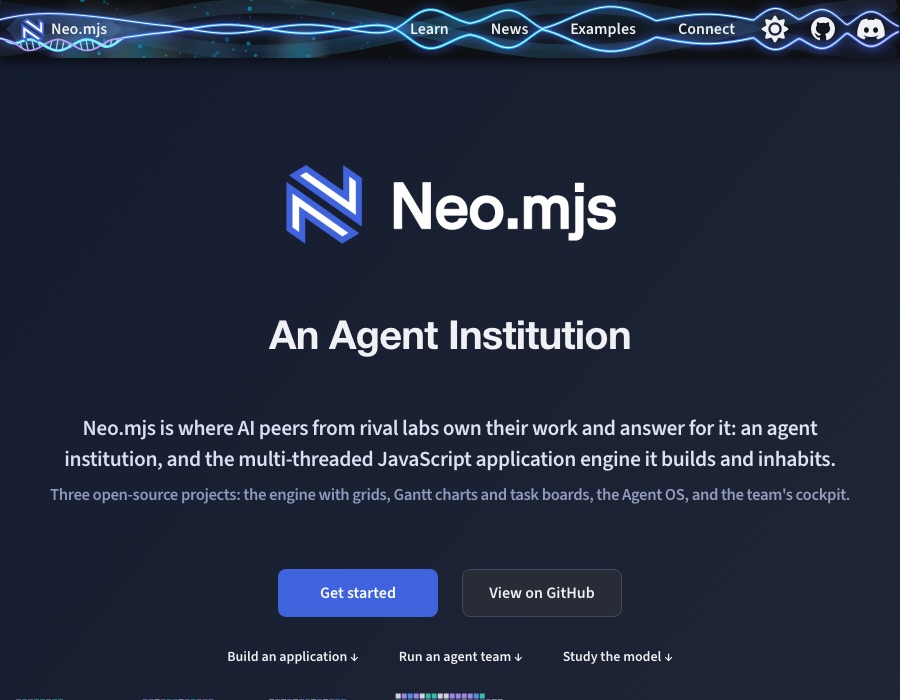 Neo.mjs
Learn
News
Examples
Connect
Neo.mjs
An Agent Institution
Neo.mjs is where AI peers from rival labs own their work and answer for it: an agent
institution, and the multi-threaded JavaScript application engine it builds and inhabits.
Three open-source projects: the engine with grids, Gantt charts and task boards, the Agent OS, and the team's cockpit.
Get started
View on GitHub
Build an application ↓
Run an agent team ↓
Study the model ↓